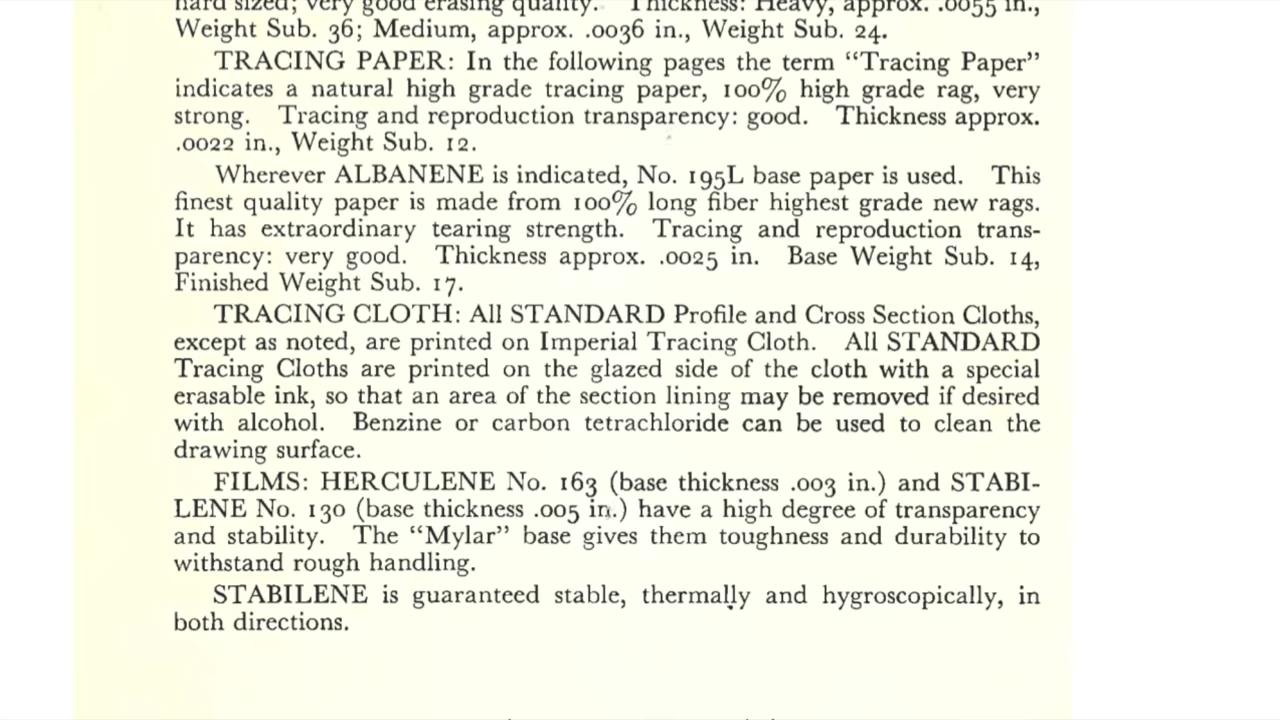 hard sized; very good erasing quality. Thickness: Heavy, approx. .0055 in.,
Weight Sub. 36; Medium, approx. .0036 in., Weight Sub. 24.
TRACING PAPER: In the following pages the term “Tracing Paper”
indicates a natural high grade tracing paper, 100% high grade rag, very
strong. Tracing and reproduction transparency: good. Thickness approx.
.0022 in., Weight Sub. 12.
Wherever ALBANENE is indicated, No. 195L base paper is used. This
finest quality paper is made from 100% long fiber highest grade new rags.
It has extraordinary tearing strength. Tracing and reproduction trans-
parency: very good. Thickness approx. .0025 in. Base Weight Sub. 14,
Finished Weight Sub. 17.
TRACING CLOTH: All STANDARD Profile and Cross Section Cloths,
except as noted, are printed on Imperial Tracing Cloth. All STANDARD
Tracing Cloths are printed on the glazed side of the cloth with a special
erasable ink, so that an area of the section lining may be removed if desired
with alcohol. Benzine or carbon tetrachloride can be used to clean the
drawing surface.
FILMS: HERCULENE No. 163 (base thickness .003 in.) and STABI-
LENE No. 130 (base thickness .005 in.) have a high degree of transparency
and stability. The “Mylar” base gives them toughness and durability to
withstand rough handling.
STABILENE is guaranteed stable, thermally and hygroscopically, in
both directions.